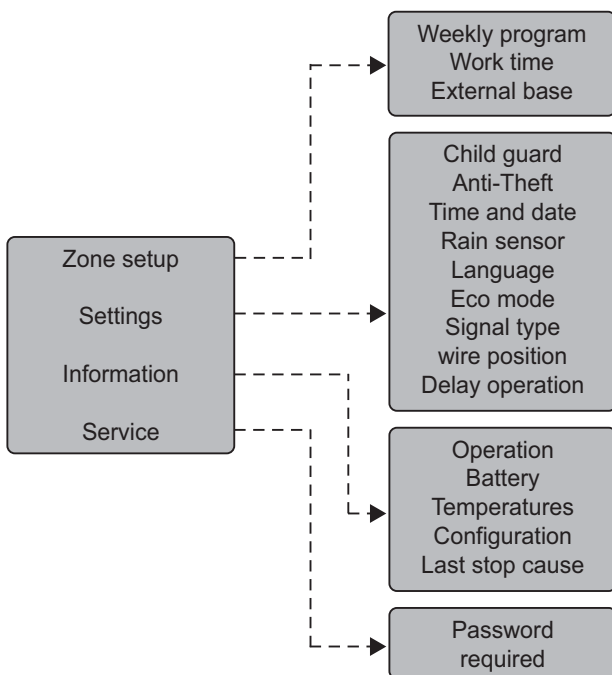 Zone setup
Settings
Information
Service
Weekly program
Work time
External base
Child guard
Anti-Theft
Time and date
Rain sensor
Language
Eco mode
Signal type
wire position
Delay operation
Operation
Battery
Temperatures
Configuration
Last stop cause
Password
required